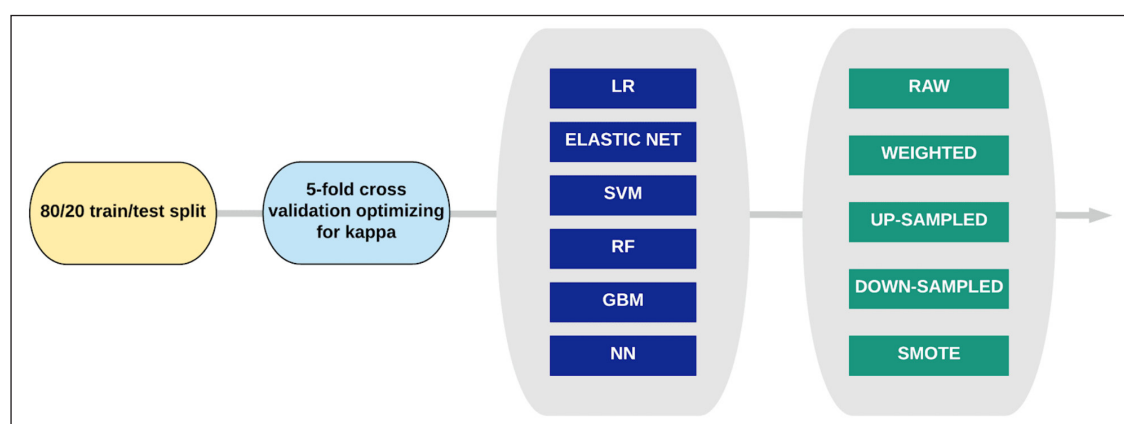 80/20 train/test split
5-fold cross
validation optimizing
for kappa
LR
ELASTIC NET
SVM
RF
GBM
NN
RAW
WEIGHTED
UP-SAMPLED
DOWN-SAMPLED
SMOTE